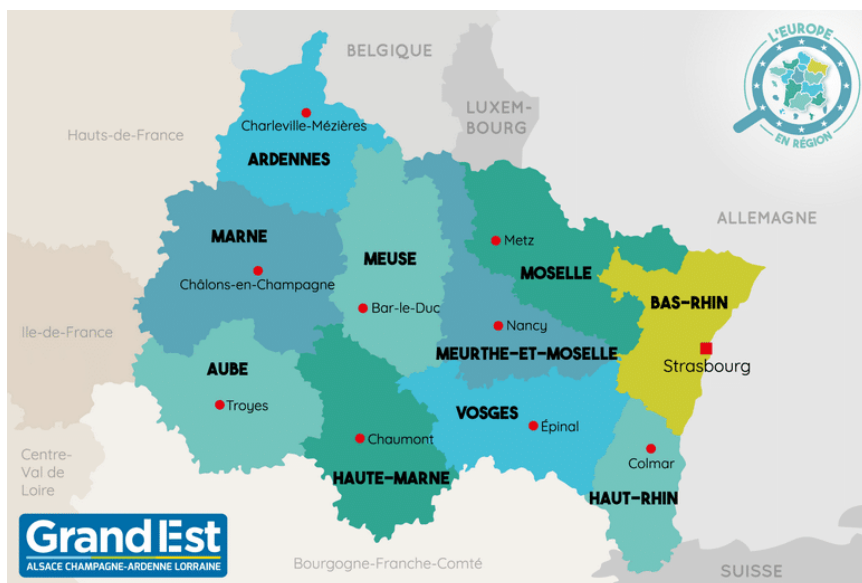 L'EUROPE
EN RÉGION
BELGIQUE
LUXEM-
BOURG
Hauts-de-France
Charleville-Mézières
ARDENNES
ALLEMAGNE
MARNE
Metz
MEUSE
MOSELLE
Châlons-en-Champagne
BAS-RHIN
Bar-le-Duc
Ile-de-France
Nancy
MEURTHE-ET-MOSELLE
Strasbourg
AUBE
Troyes
VOSGES
Épinal
Chaumont
Centre-
Val de
Loire
Colmar
HAUTE-MARNE
HAUT-RHIN
Grand Est
ALSACE CHAMPAGNE-ARDENNE LORRAINE
Bourgogne-Franche-Comté
SUISSE